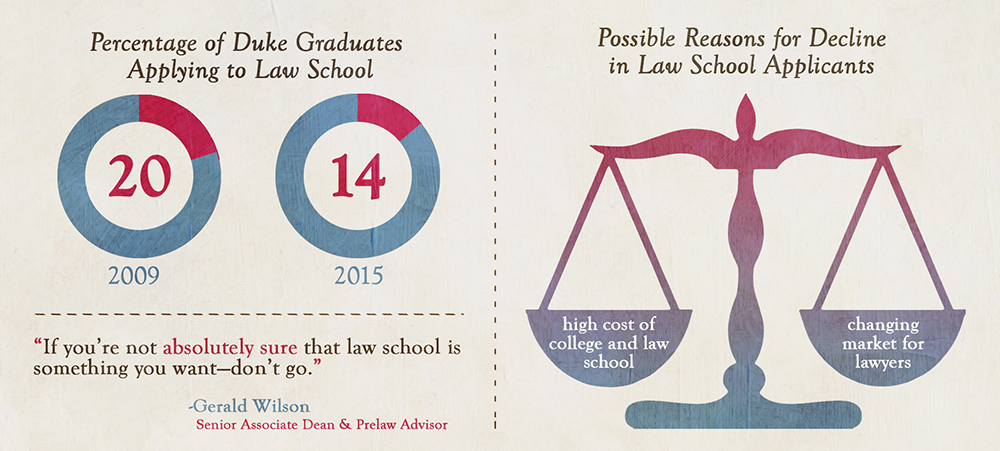 Percentage of Duke Graduates
Applying to Law School
20
14
2009
2015
“If you’re not absolutely sure that law school is
something you want—don’t go.”
-Gerald Wilson
Senior Associate Dean & Prelaw Advisor
Possible Reasons for Decline
in Law School Applicants
high cost of
college and law
school
changing
market for
lawyers